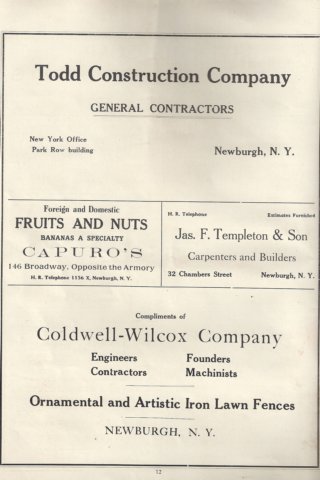 Todd Construction Company
GENERAL CONTRACTORS
New York Office
Park Row building
Newburgh, N. Y.
Foreign and Domestic
FRUITS AND NUTS
BANANAS A SPECIALTY
CAPURO'S
146 Broadway, Opposite the Armory
H. R. Telephone 1156 X, Newburgh, N. Y.
H. R. Telephone Estimates Furnished
Jas. F. Templeton & Son
Carpenters and Builders
32 Chambers Street Newburgh, N. Y.
Compliments of
Coldwell-Wilcox Company
Engineers Founders
Contractors Machinists
Ornamental and Artistic Iron Lawn Fences
NEWBURGH, N. Y.
12